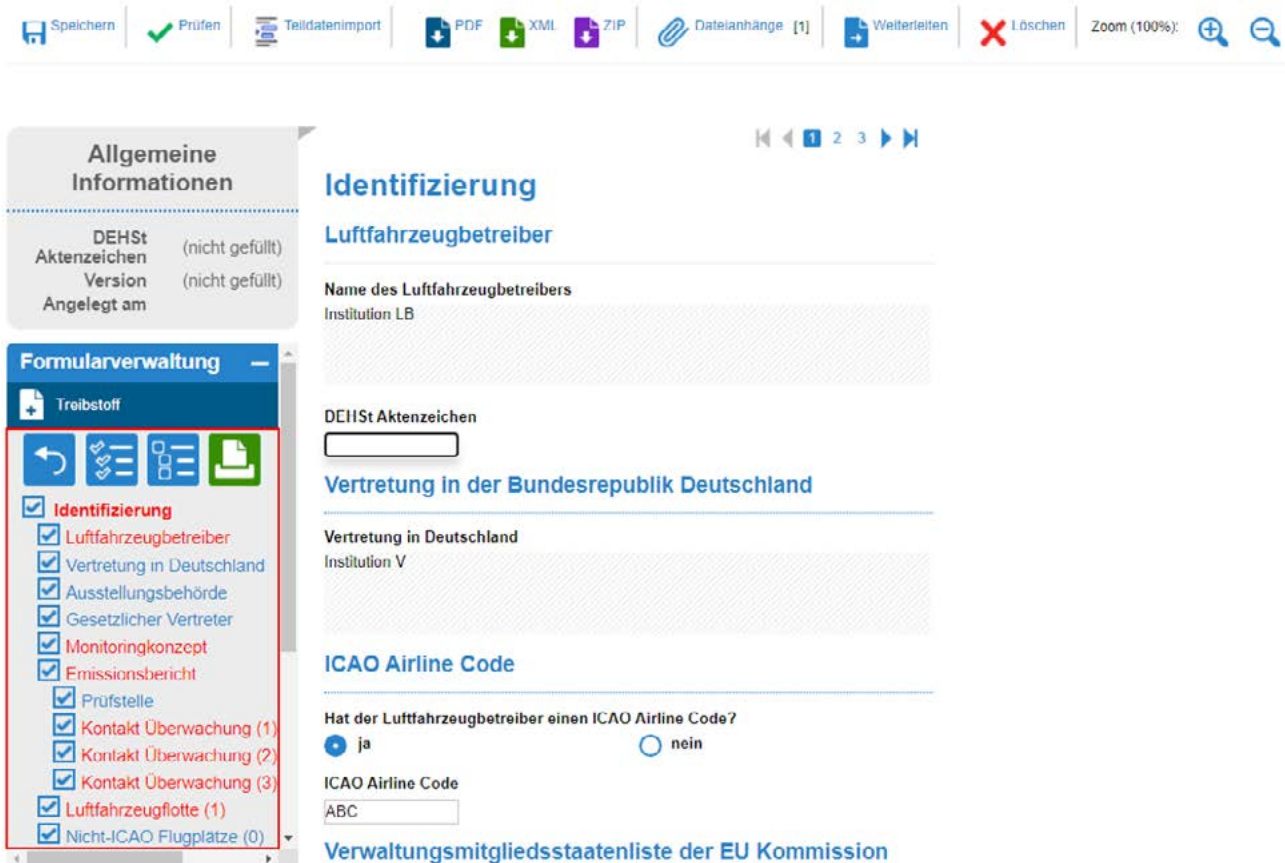 Speichern Prüfen Teildatenimport PDF XML ZIP Dateianhänge [1] Weiterleiten Löschen Zoom (100%):
1 2 3
Allgemeine
Informationen
DEHSt
Aktenzeichen (nicht gefüllt)
Version (nicht gefüllt)
Angelegt am
Formularverwaltung
Treibstoff
Identifizierung
Luftfahrzeugbetreiber
Vertretung in Deutschland
Ausstellungsbehörde
Gesetzlicher Vertreter
Monitoringkonzept
Emissionsbericht
Prüfstelle
Kontakt Überwachung (1)
Kontakt Überwachung (2)
Kontakt Überwachung (3)
Luftfahrzeugflotte (1)
Nicht-ICAO Flugplätze (0)
Identifizierung
Luftfahrzeugbetreiber
Name des Luftfahrzeugbetreibers
Institution LB
DEHSt Aktenzeichen
Vertretung in der Bundesrepublik Deutschland
Vertretung in Deutschland
Institution V
ICAO Airline Code
Hat der Luftfahrzeugbetreiber einen ICAO Airline Code?
ja nein
ICAO Airline Code
ABC
Verwaltungsmitgliedsstaatenliste der EU Kommission